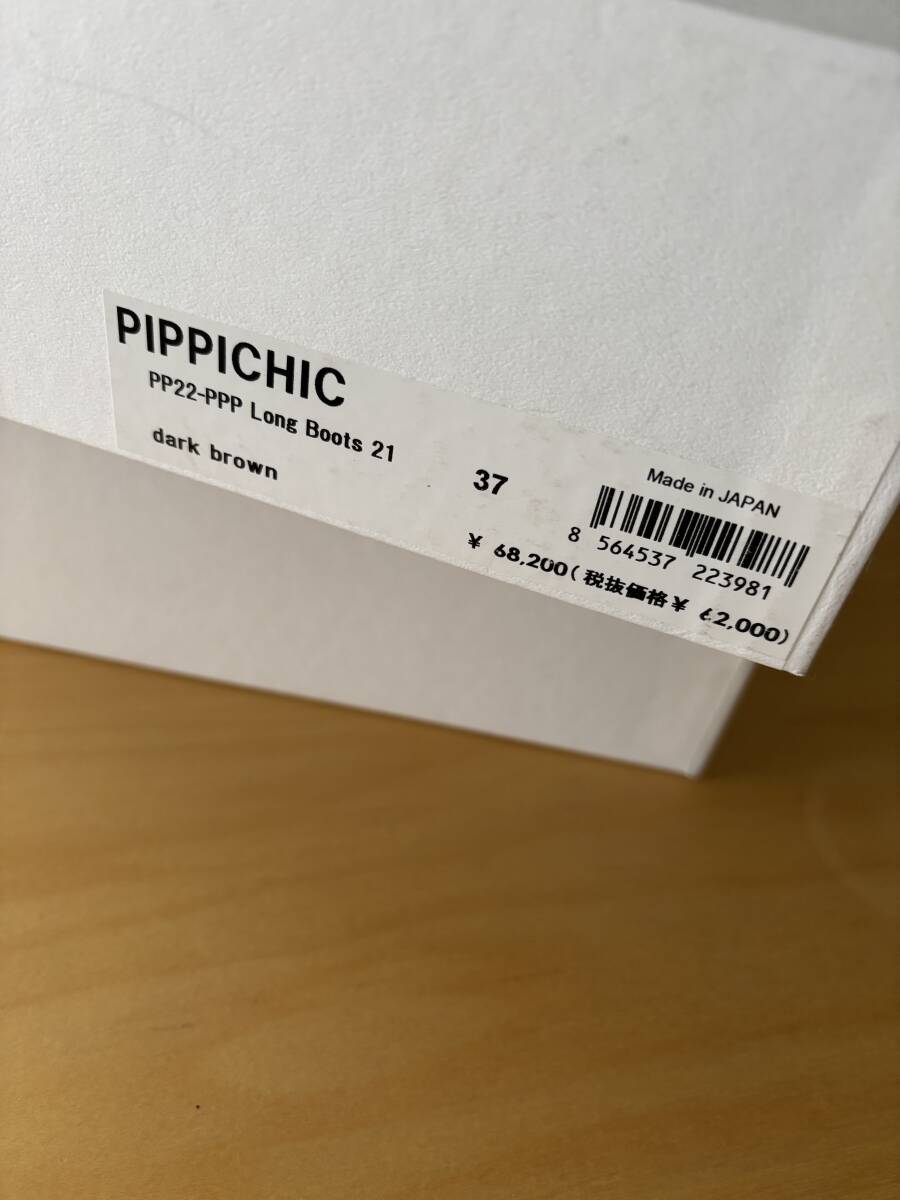 PIPPICHIC
PP22-PPP Long Boots 21
dark brown
37
Made in JAPAN
8 564537 223981
¥ 68,200(税抜価格¥ 62,000)